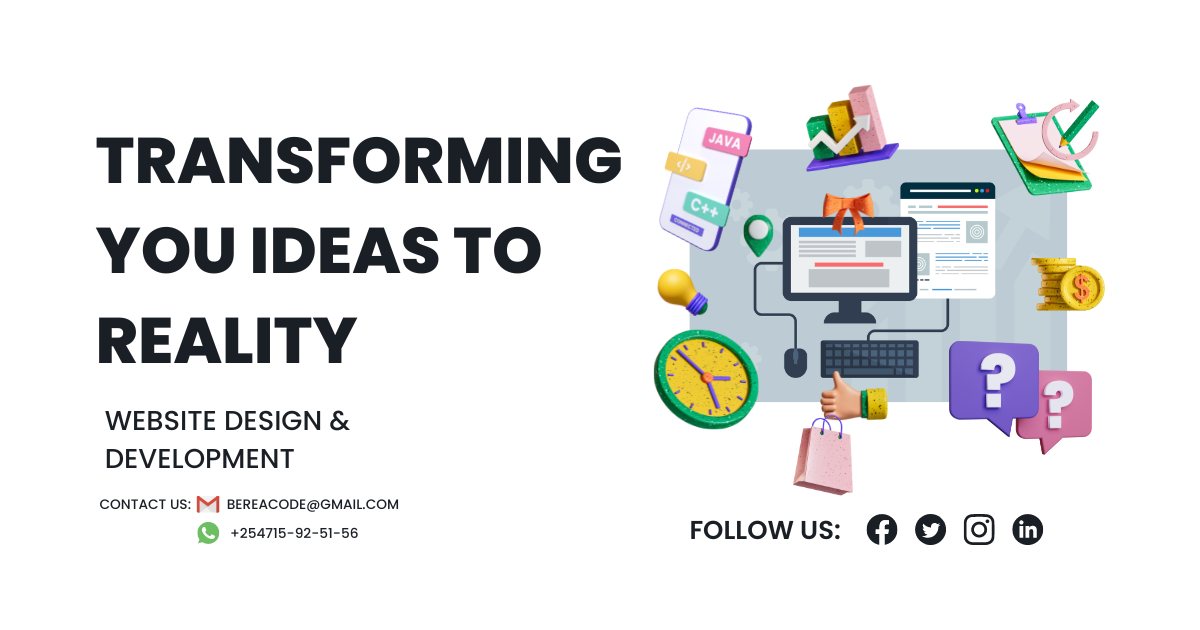 TRANSFORMING
YOU IDEAS TO
REALITY
WEBSITE DESIGN &
DEVELOPMENT
CONTACT US: BEREACODE@GMAIL.COM
+254715-92-51-56
JAVA
</>
C++
? ?
FOLLOW US: